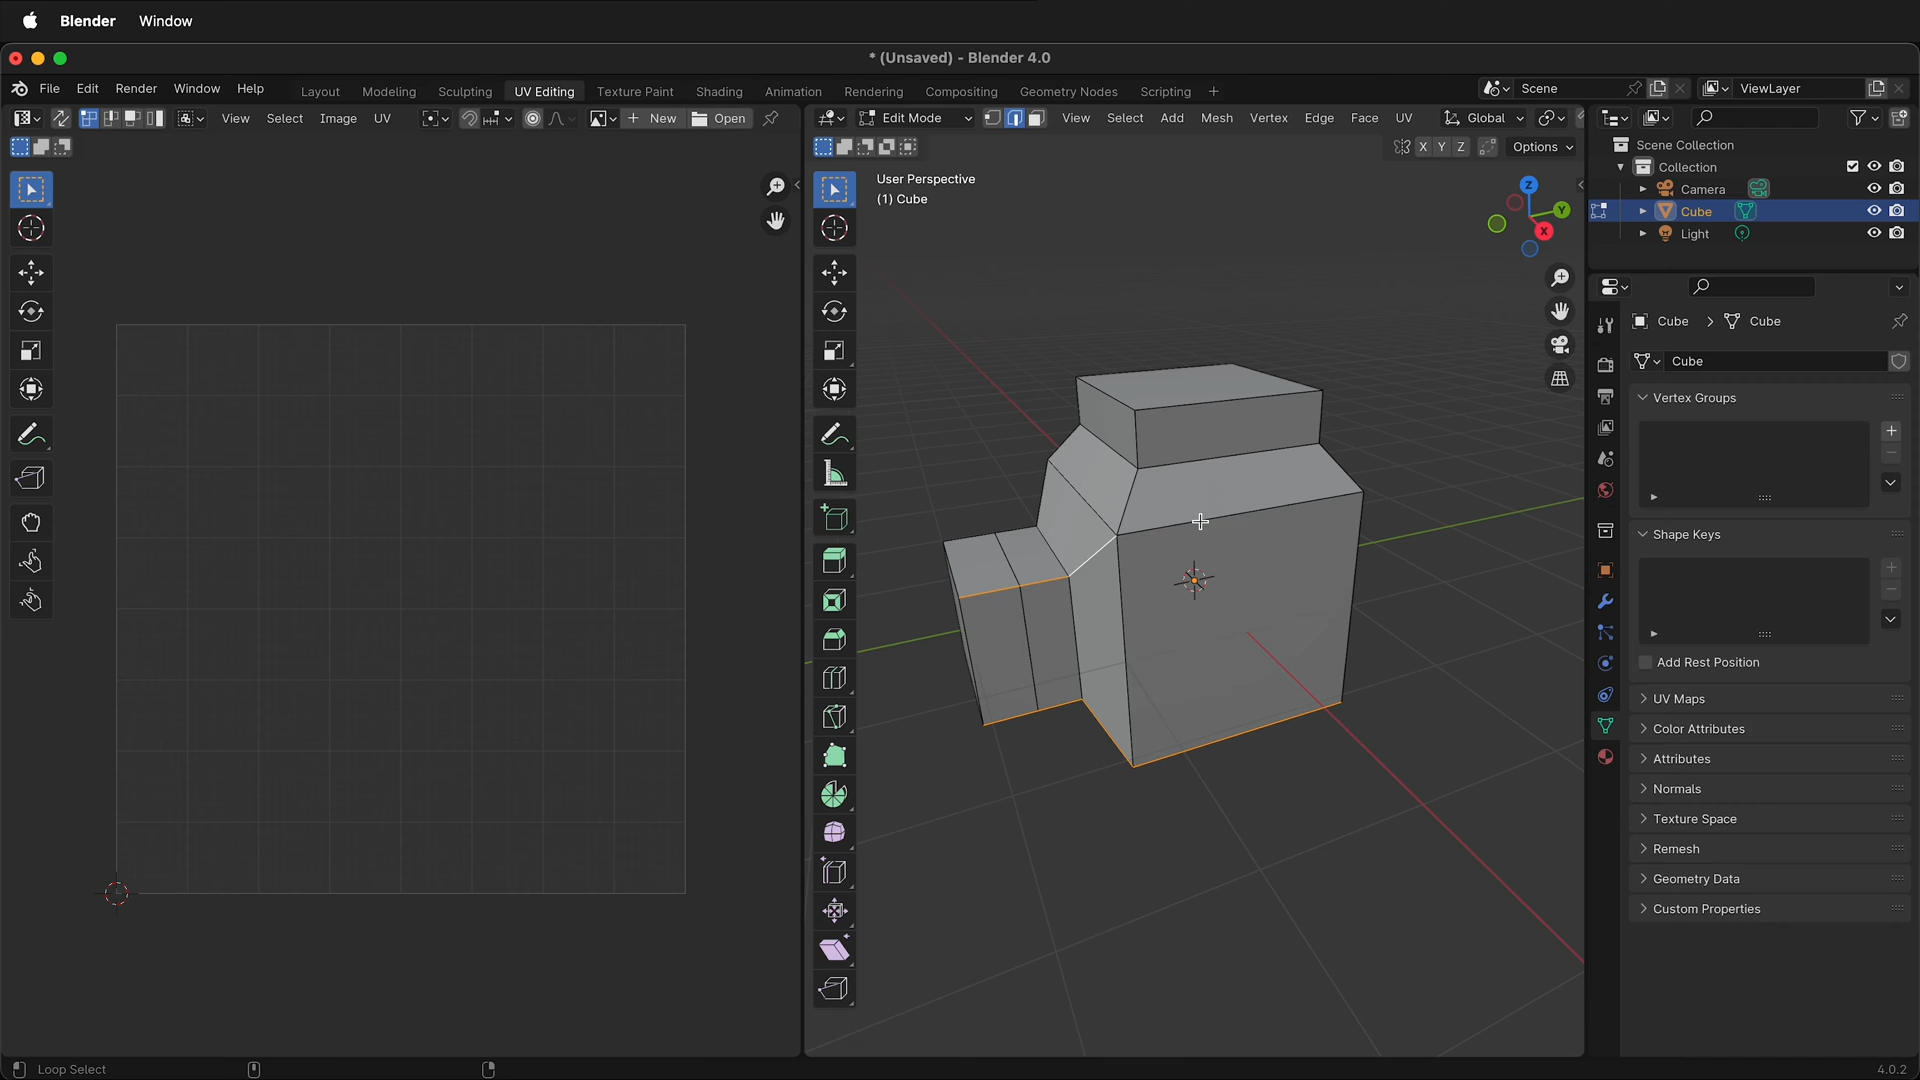 Blender Window
* (Unsaved) - Blender 4.0
File Edit Render Window Help Layout Modeling Sculpting UV Editing Texture Paint Shading Animation Rendering Compositing Geometry Nodes Scripting + Scene ViewLayer
View Select Image UV New Open Edit Mode View Select Add Mesh Vertex Edge Face UV Global
X Y Z Options
Scene Collection
Collection
Camera
Cube
Light
User Perspective
(1) Cube
Z
Y
X
Cube > Cube
Cube
Vertex Groups
Shape Keys
Add Rest Position
UV Maps
Color Attributes
Attributes
Normals
Texture Space
Remesh
Geometry Data
Custom Properties
Loop Select 4.0.2